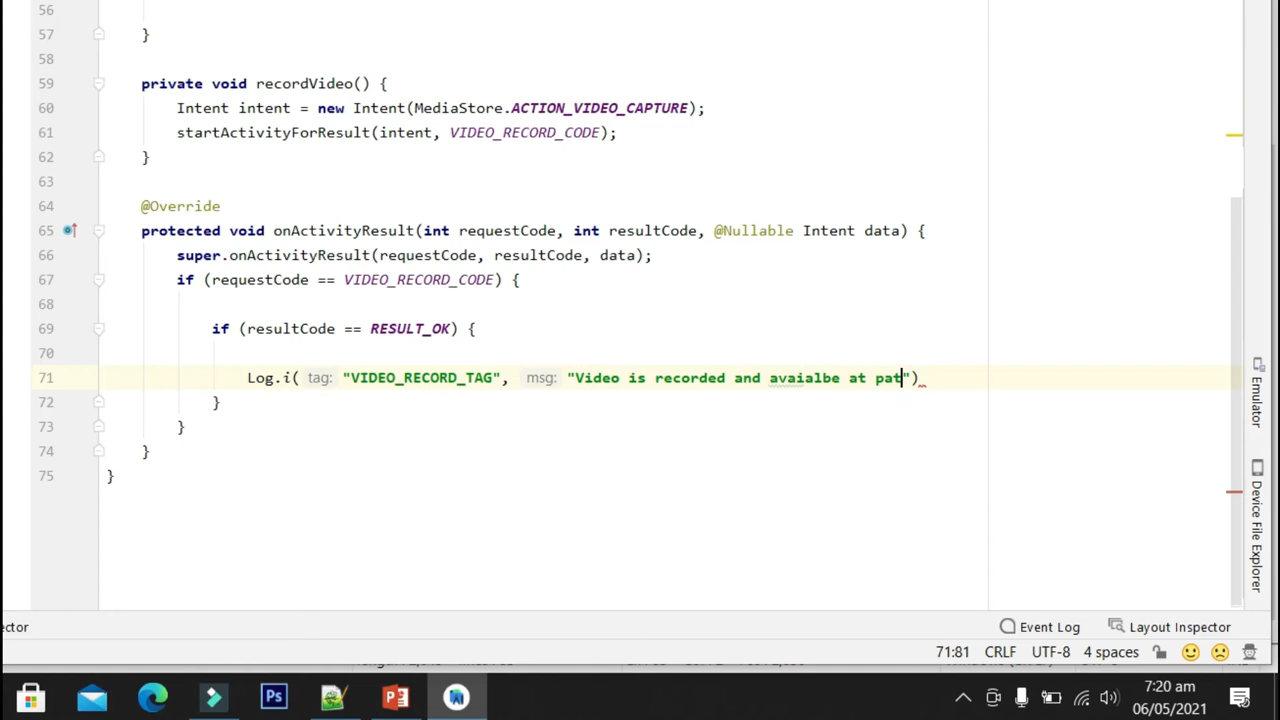 56
57 }
58
59 private void recordVideo() {
60 Intent intent = new Intent(MediaStore.ACTION_VIDEO_CAPTURE);
61 startActivityForResult(intent, VIDEO_RECORD_CODE);
62 }
63
64 @Override
65 protected void onActivityResult(int requestCode, int resultCode, @Nullable Intent data) {
66 super.onActivityResult(requestCode, resultCode, data);
67 if (requestCode == VIDEO_RECORD_CODE) {
68
69 if (resultCode == RESULT_OK) {
70
71 Log.i( tag: "VIDEO_RECORD_TAG", msg: "Video is recorded and avaialbe at pat")
72 }
73 }
74 }
75 }
Emulator
Device File Explorer
ector
Event Log
Layout Inspector
71:81 CRLF UTF-8 4 spaces
Ps
7:20 am
06/05/2021